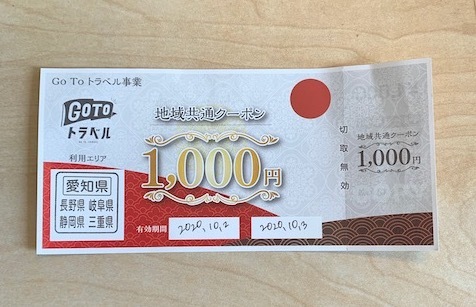 Go To トラベル事業
GOTO
トラベル
利用エリア
愛知県
長野県 岐阜県
静岡県 三重県
地域共通クーポン
1,000円
有効期間 2020,10,2 2020,10,3
切取無効
地域共通クーポン
1,000円